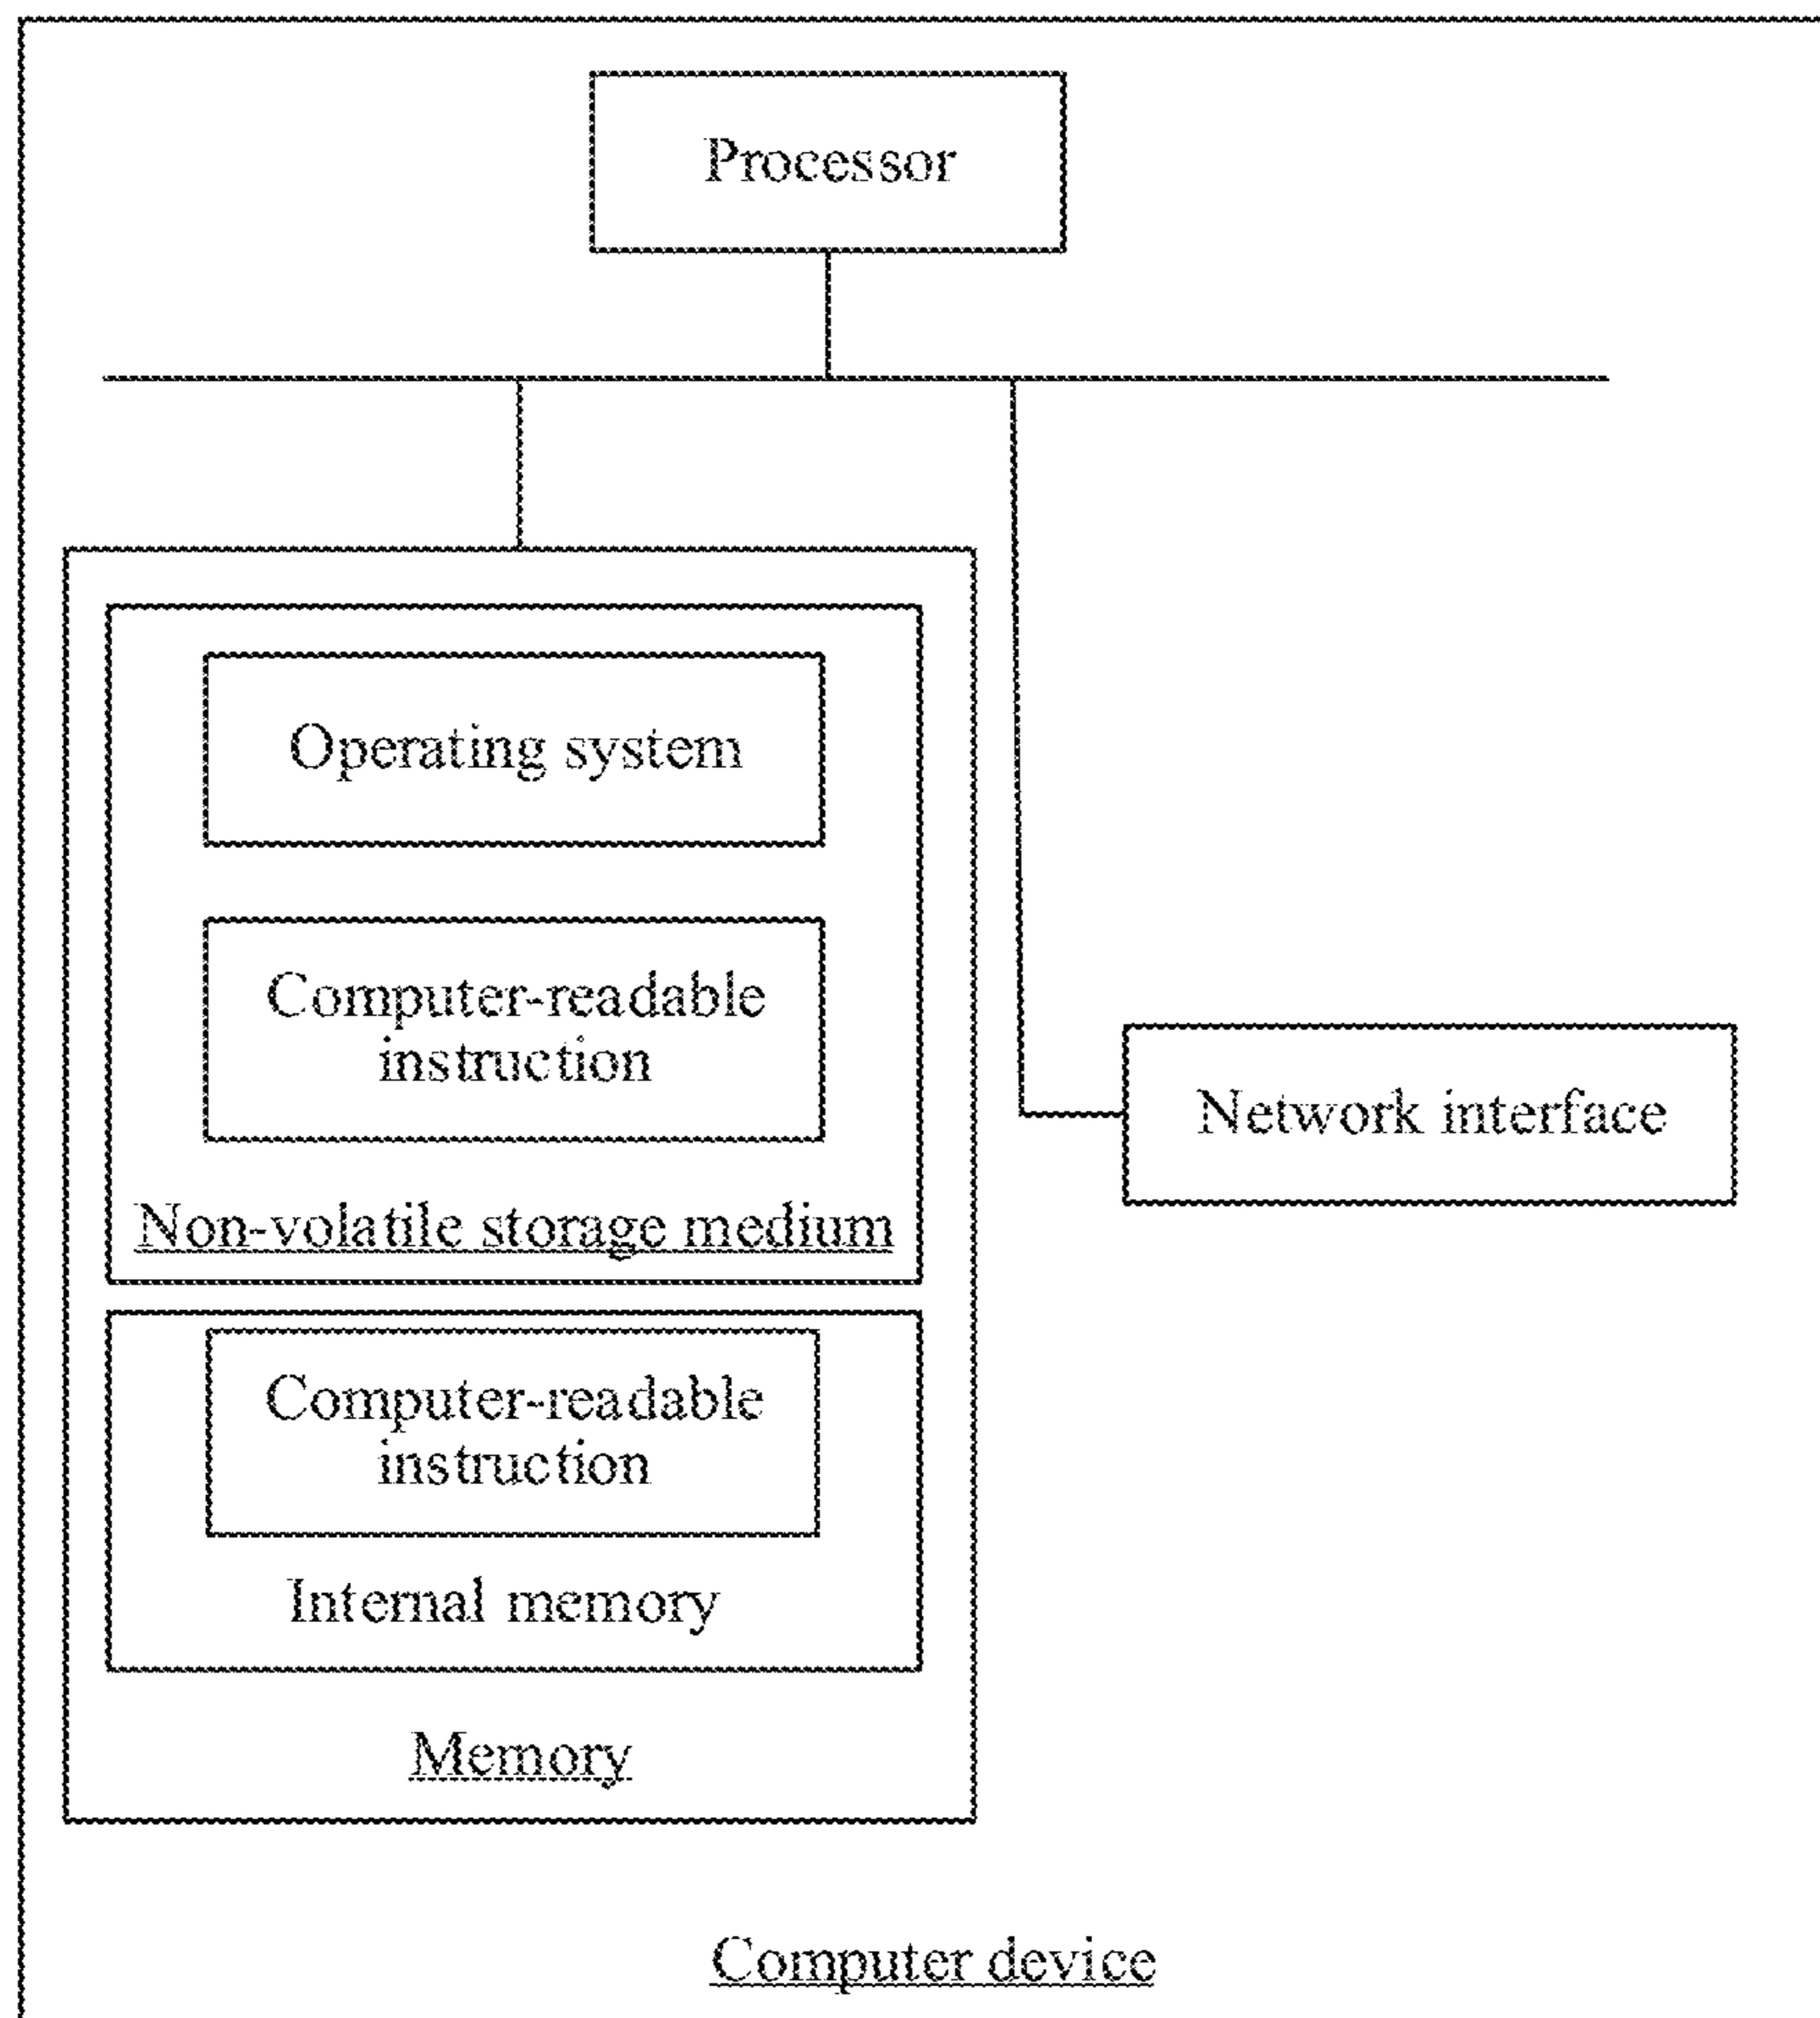 Processor
Operating system
Computer-readable
instruction
Network interface
Non-volatile storage medium
Computer-readable
instruction
Internal memory
Memory
Computer device